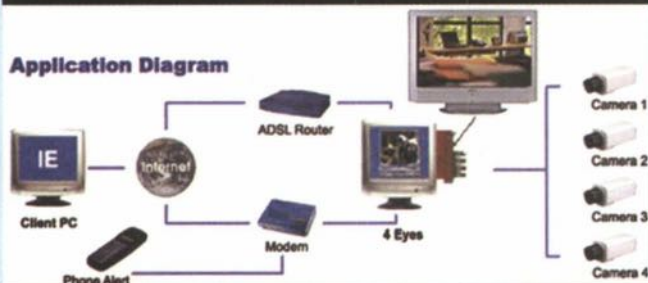 Application Diagram
ADSL Router
IE
Internet
Client PC
Modem
4 Eyes
Phone Alert
Camera 1
Camera 2
Camera 3
Camera 4